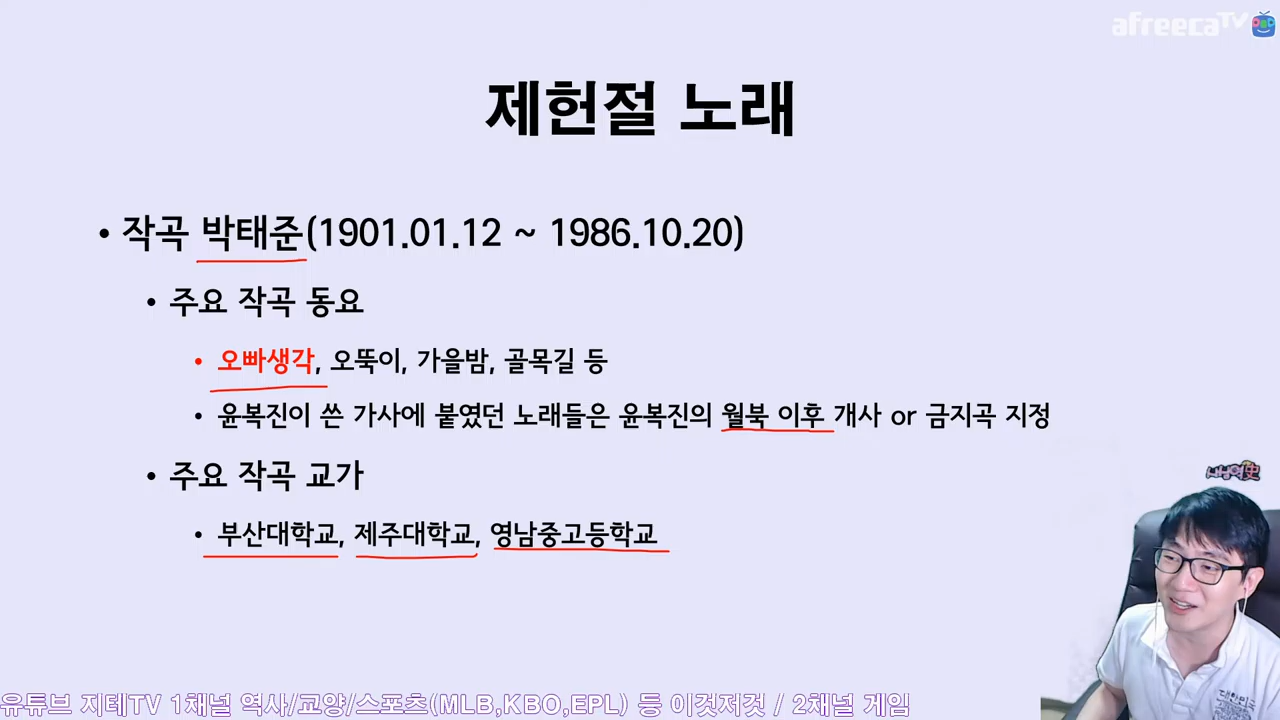 afreecaTV
제헌절 노래
• 작곡 박태준(1901.01.12 ~ 1986.10.20)
• 주요 작곡 동요
• 오빠생각, 오뚝이, 가을밤, 골목길 등
• 윤복진이 쓴 가사에 붙였던 노래들은 윤복진의 월북 이후 개사 or 금지곡 지정
• 주요 작곡 교가
• 부산대학교, 제주대학교, 영남중고등학교
유튜브 지테TV 1채널 역사/교양/스포츠(MLB,KBO,EPL) 등 이것저것 / 2채널 게임